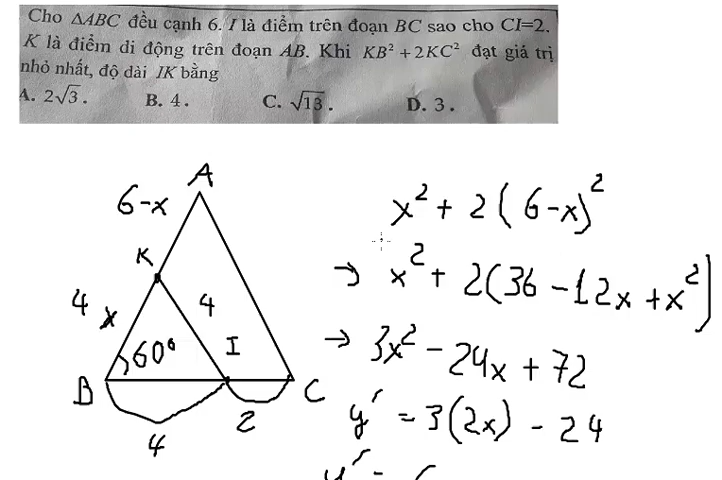 Cho ΔABC đều cạnh 6. I là điểm trên đoạn BC sao cho CI=2.
K là điểm di động trên đoạn AB. Khi KB² + 2KC² đạt giá trị
nhỏ nhất, độ dài IK bằng
A. 2√3. B. 4. C. √13. D. 3.
A
6-x
K
4 x
4
60°
I
B
C
4
2
x² + 2(6-x)²
→ x² + 2(36 - 12x + x²)
→ 3x² - 24x + 72
y' = 3(2x) - 24